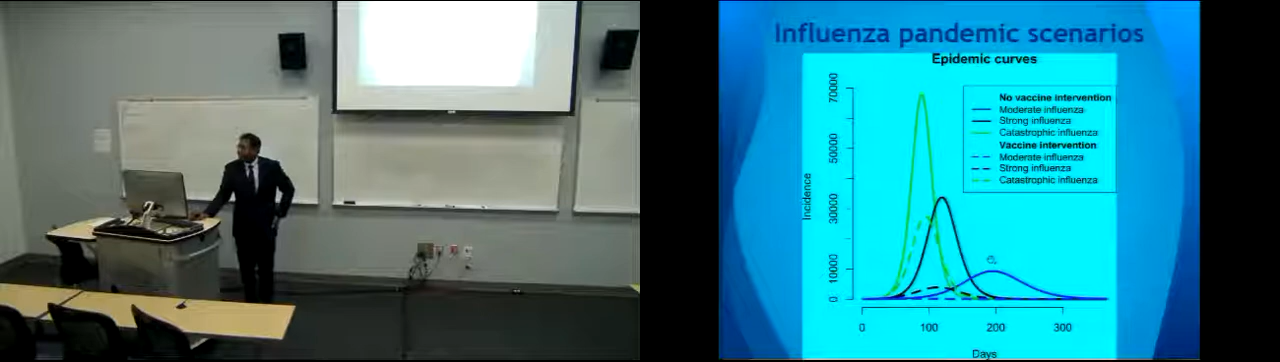 Influenza pandemic scenarios
Epidemic curves
No vaccine intervention
Moderate influenza
Strong influenza
Catastrophic influenza
Vaccine intervention
Moderate influenza
Strong influenza
Catastrophic influenza
Incidence
70000
50000
30000
10000
0
0 100 200 300
Days